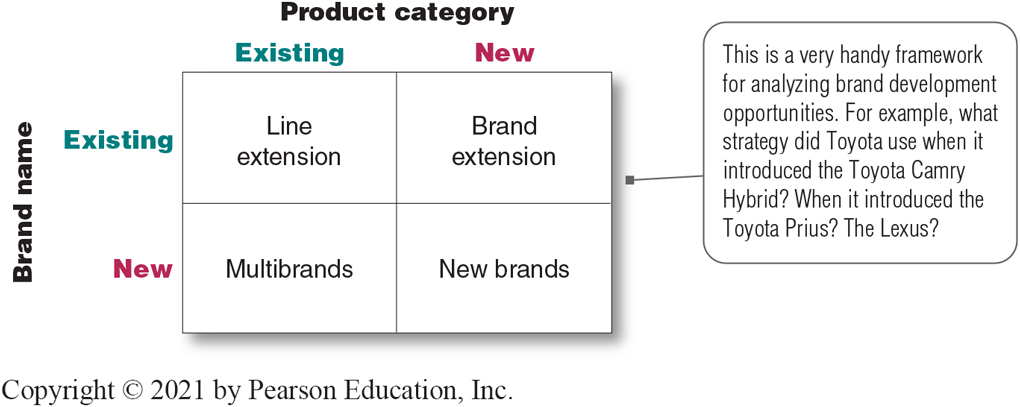 Product category
Existing New
Brand name
Existing
Line
extension
Brand
extension
New
Multibrands
New brands
This is a very handy framework
for analyzing brand development
opportunities. For example, what
strategy did Toyota use when it
introduced the Toyota Camry
Hybrid? When it introduced the
Toyota Prius? The Lexus?
Copyright © 2021 by Pearson Education, Inc.